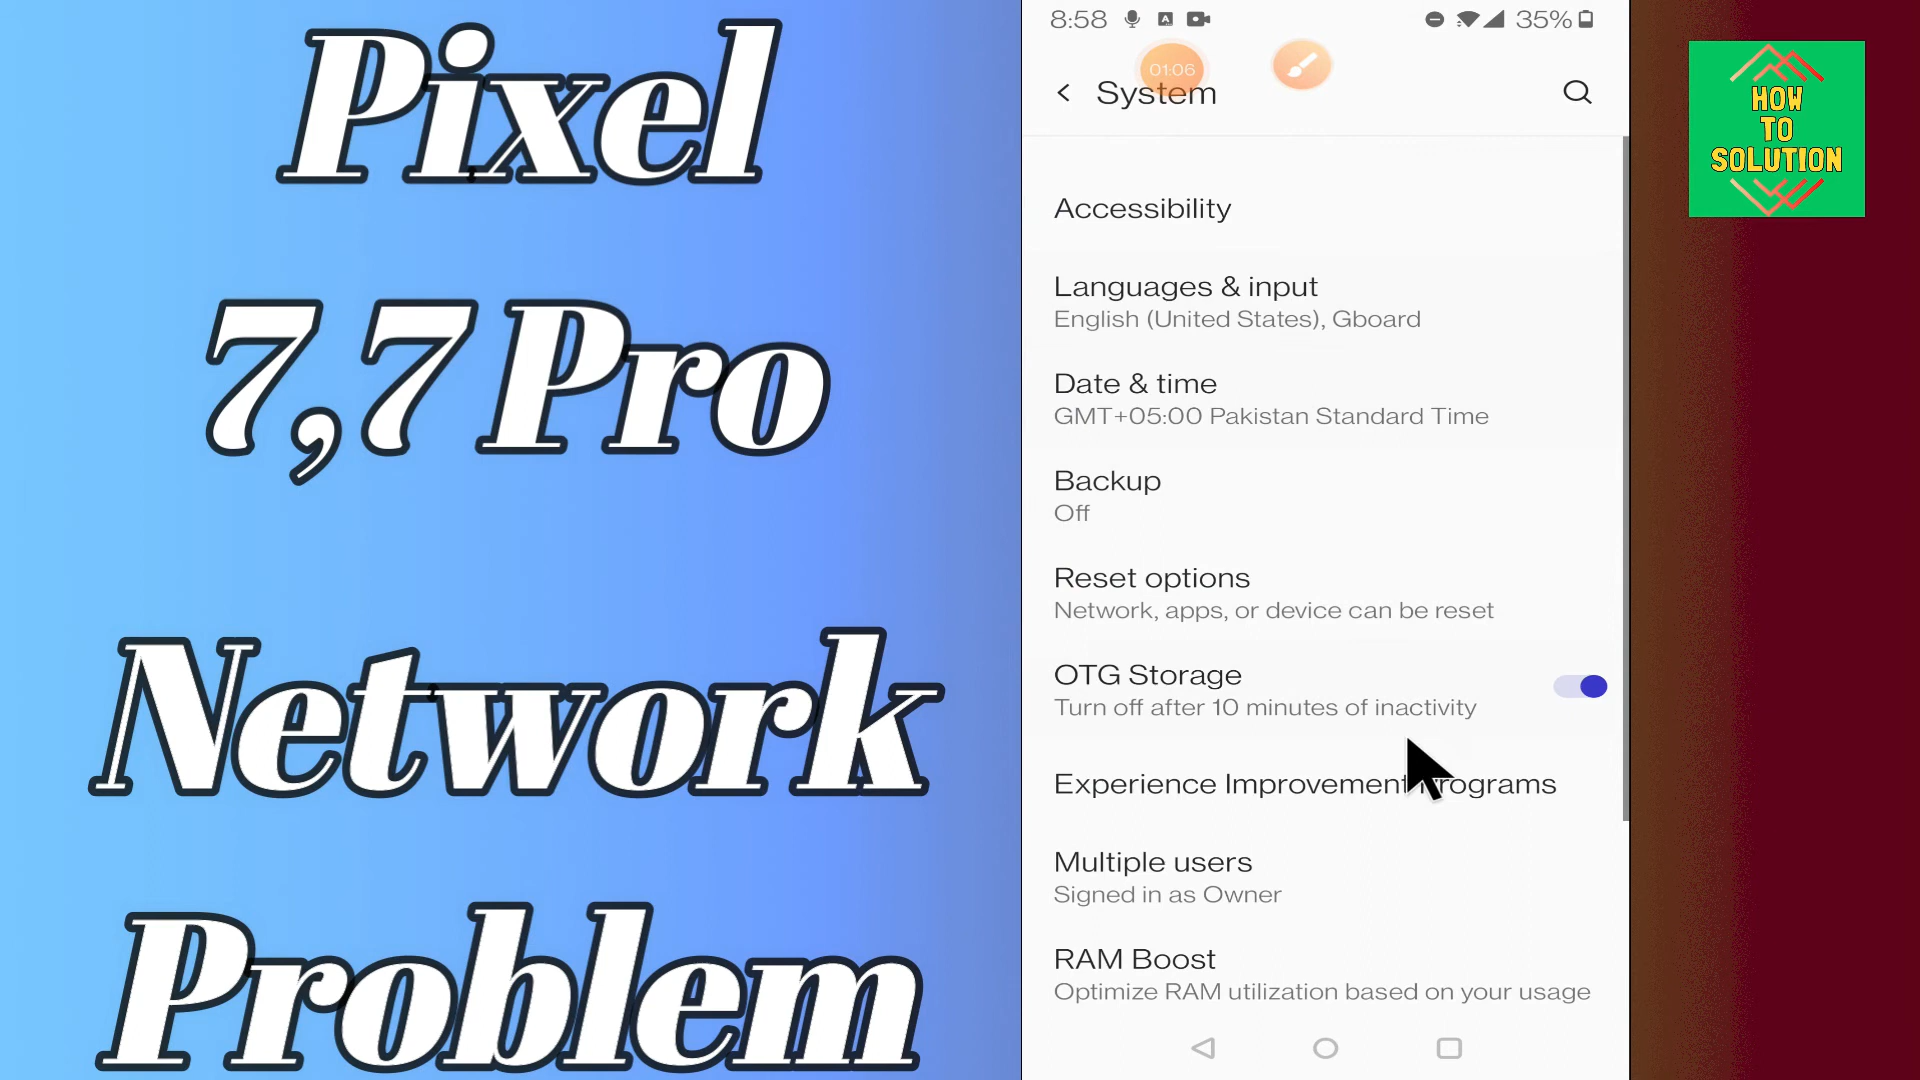 Pixel
7,7 Pro
Network
Problem
8:58
35%
01:06
System
Accessibility
Languages & input
English (United States), Gboard
Date & time
GMT+05:00 Pakistan Standard Time
Backup
Off
Reset options
Network, apps, or device can be reset
OTG Storage
Turn off after 10 minutes of inactivity
Experience Improvement Programs
Multiple users
Signed in as Owner
RAM Boost
Optimize RAM utilization based on your usage
HOW
TO
SOLUTION